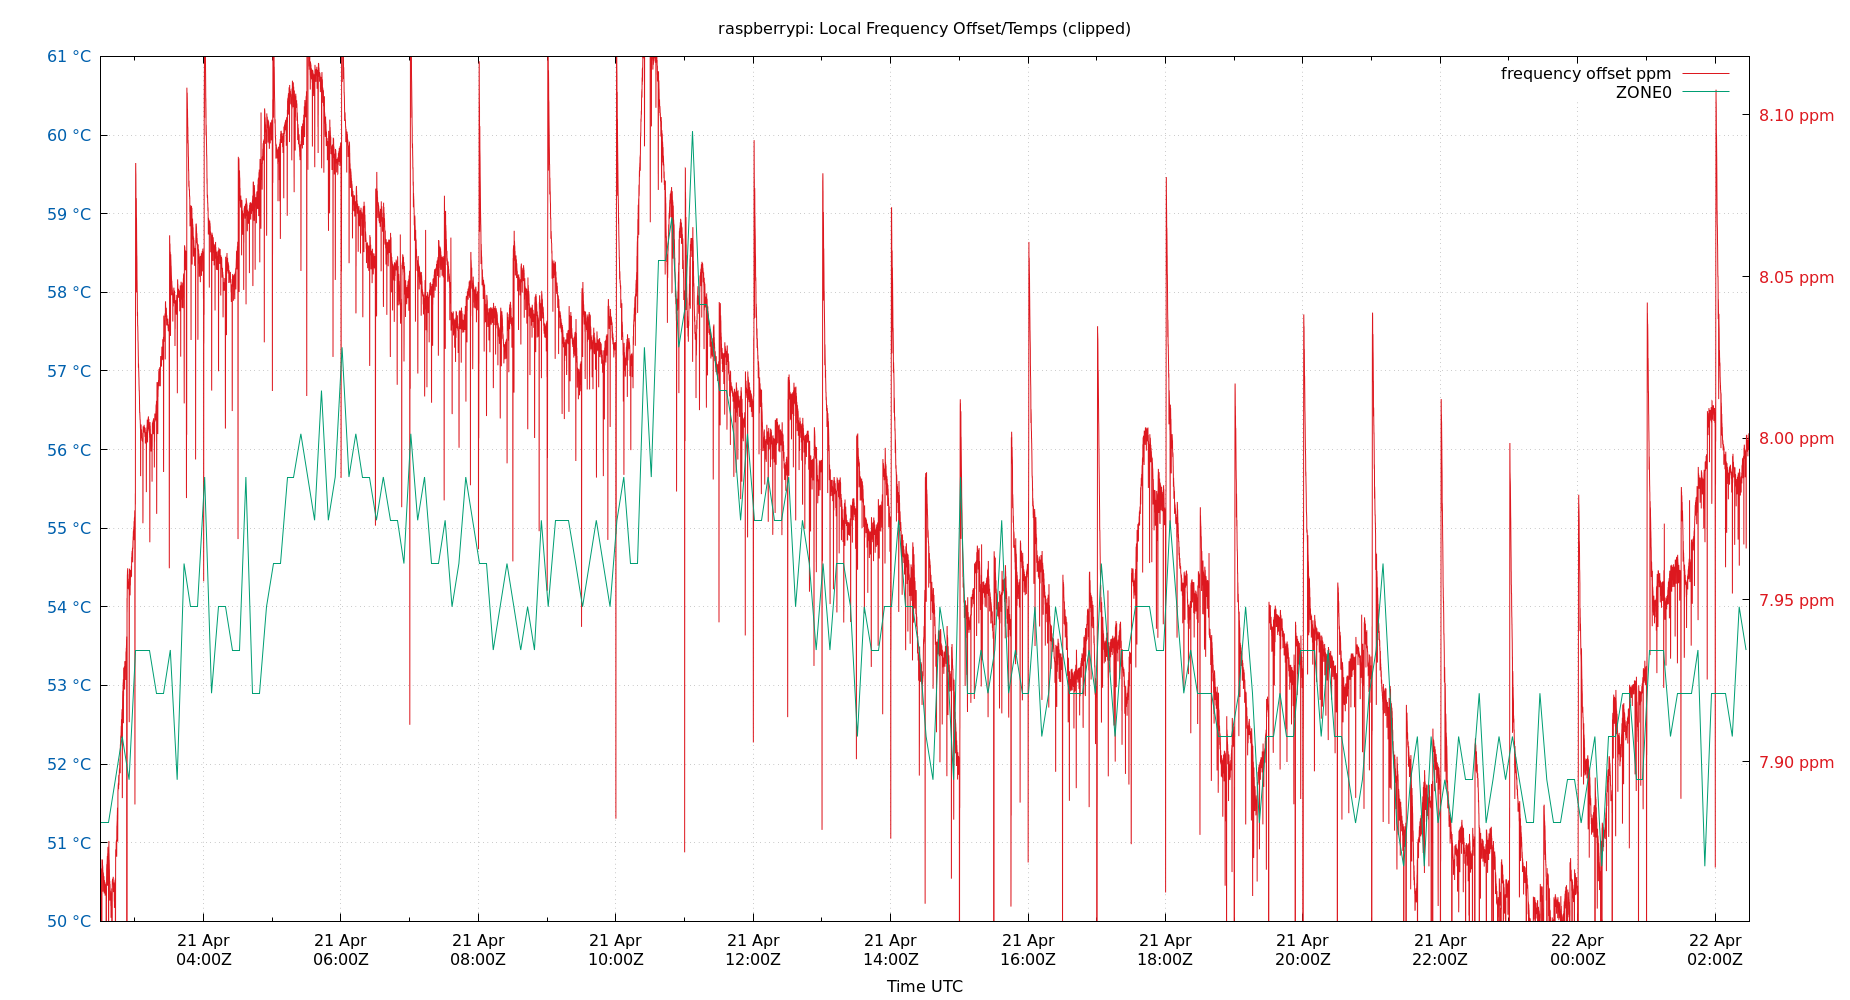 raspberrypi: Local Frequency Offset/Temps (clipped)
61 °C
60 °C
59 °C
58 °C
57 °C
56 °C
55 °C
54 °C
53 °C
52 °C
51 °C
50 °C
frequency offset ppm
ZONE0
8.10 ppm
8.05 ppm
8.00 ppm
7.95 ppm
7.90 ppm
21 Apr 21 Apr 21 Apr 21 Apr 21 Apr 21 Apr 21 Apr 21 Apr 21 Apr 21 Apr 22 Apr 22 Apr
04:00Z 06:00Z 08:00Z 10:00Z 12:00Z 14:00Z 16:00Z 18:00Z 20:00Z 22:00Z 00:00Z 02:00Z
Time UTC